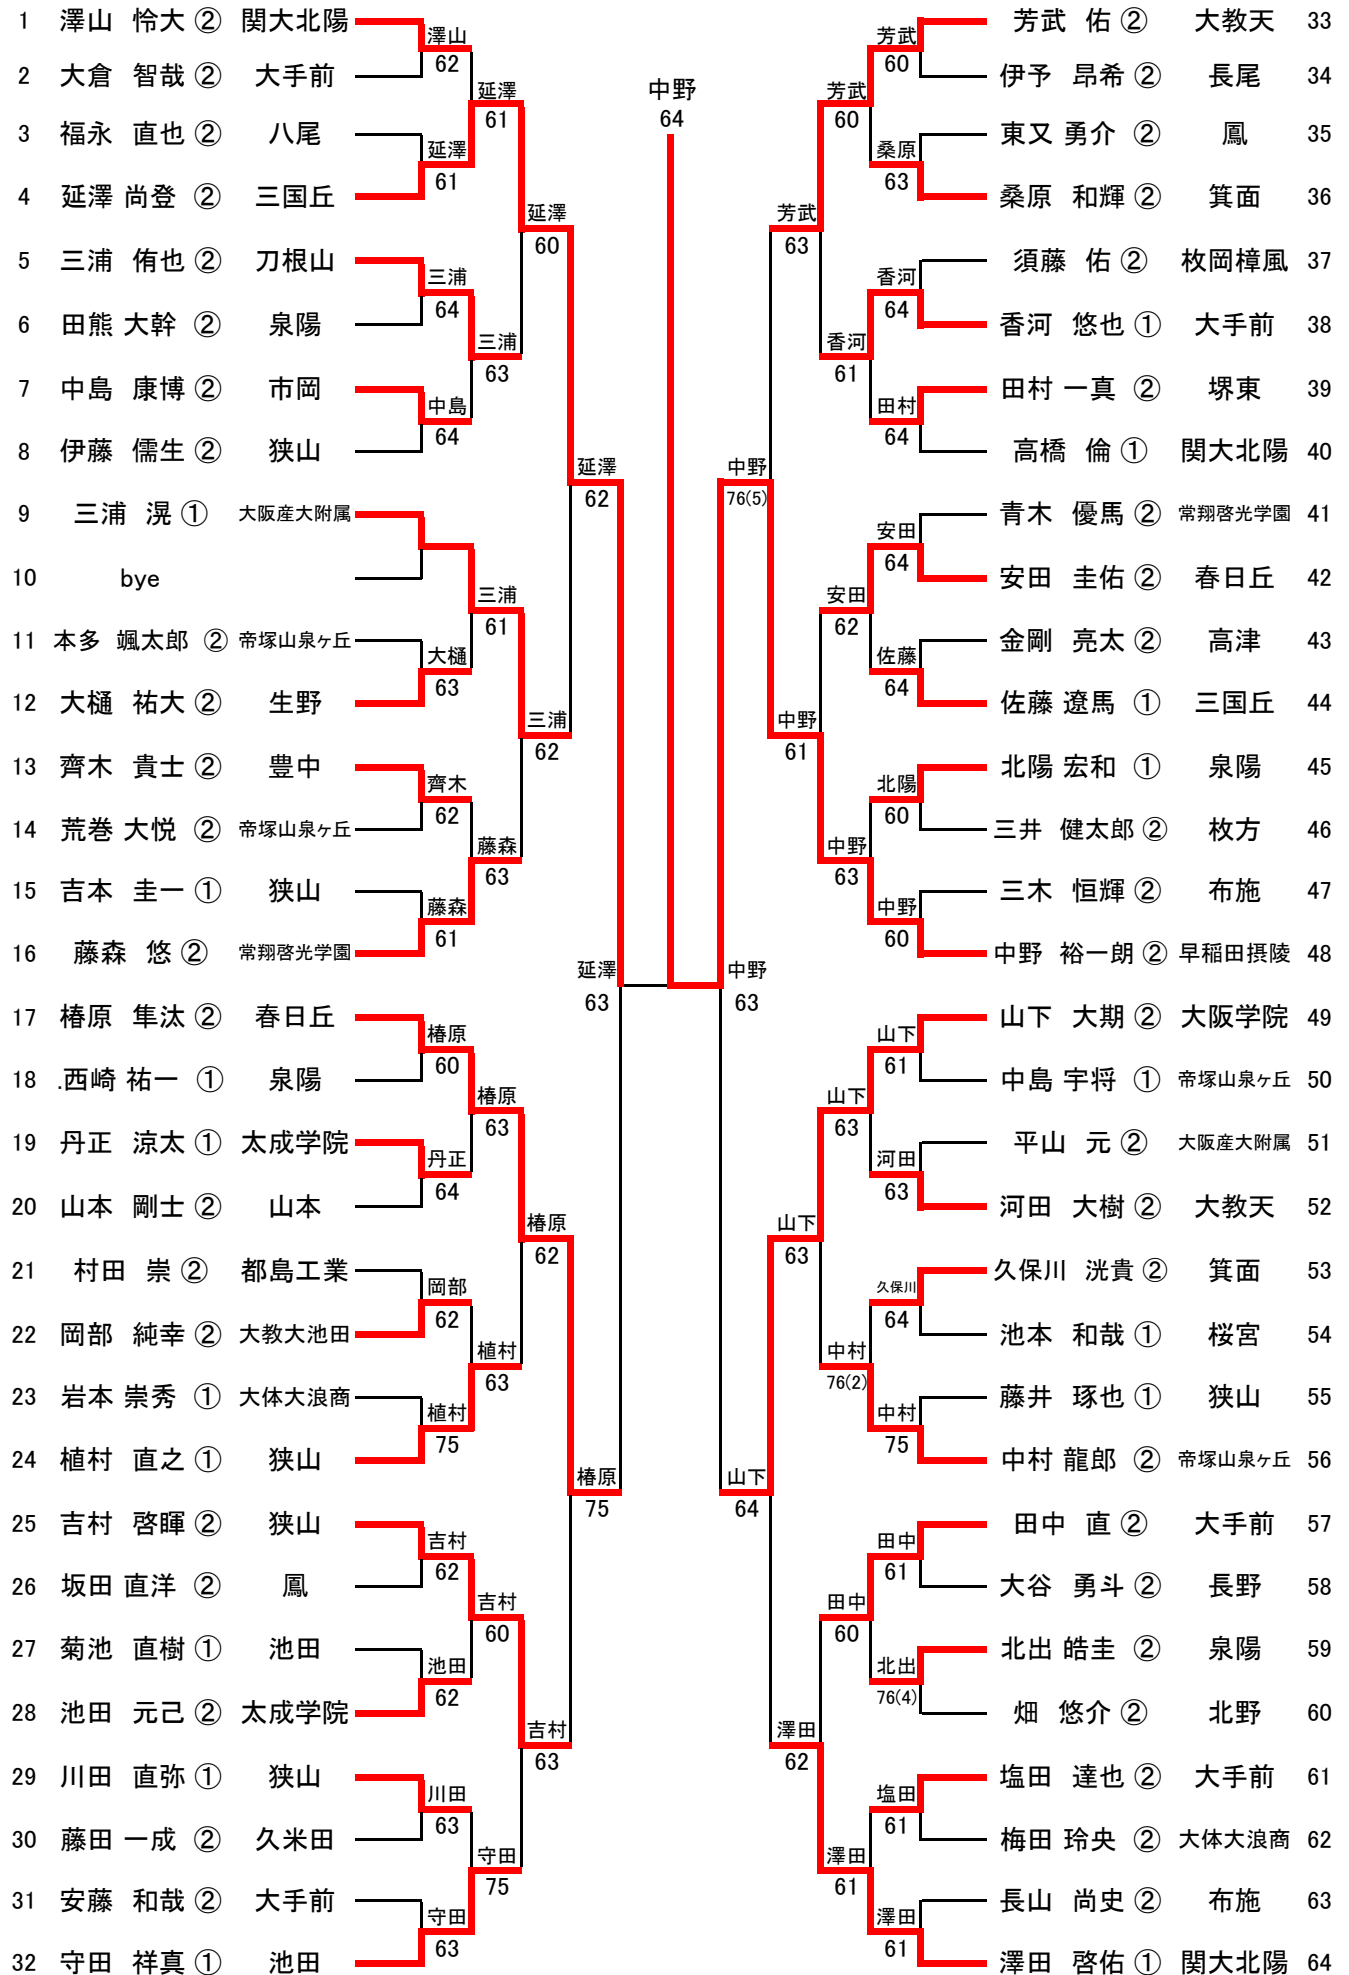 1 澤山 怜大 ② 関大北陽
2 大倉 智哉 ② 大手前
3 福永 直也 ② 八尾
4 延澤 尚登 ② 三国丘
5 三浦 侑也 ② 刀根山
6 田熊 大幹 ② 泉陽
7 中島 康博 ② 市岡
8 伊藤 儒生 ② 狭山
9 三浦 滉 ① 大阪産大附属
10 bye
11 本多 颯太郎 ② 帝塚山泉ヶ丘
12 大樋 祐大 ② 生野
13 齊木 貴士 ② 豊中
14 荒巻 大悦 ② 帝塚山泉ヶ丘
15 吉本 圭一 ① 狭山
16 藤森 悠 ② 常翔啓光学園
17 椿原 隼汰 ② 春日丘
18 .西崎 祐一 ① 泉陽
19 丹正 涼太 ① 太成学院
20 山本 剛士 ② 山本
21 村田 崇 ② 都島工業
22 岡部 純幸 ② 大教大池田
23 岩本 崇秀 ① 大体大浪商
24 植村 直之 ① 狭山
25 吉村 啓暉 ② 狭山
26 坂田 直洋 ② 鳳
27 菊池 直樹 ① 池田
28 池田 元己 ② 太成学院
29 川田 直弥 ① 狭山
30 藤田 一成 ② 久米田
31 安藤 和哉 ② 大手前
32 守田 祥真 ① 池田
澤山
62
延澤
61
三浦
64
中島
64
大樋
63
齊木
62
藤森
61
椿原
60
丹正
64
岡部
62
植村
75
吉村
62
池田
62
川田
63
守田
63
延澤
61
三浦
63
三浦
61
藤森
63
椿原
63
植村
63
吉村
60
守田
75
延澤
60
三浦
62
椿原
62
吉村
63
延澤
62
椿原
75
延澤
63
中野
64
中野
63
中野
76(5)
山下
64
芳武
63
中野
61
山下
63
澤田
62
芳武
60
香河
61
安田
62
中野
63
山下
63
中村
76(2)
田中
60
澤田
61
芳武
60
桑原
63
香河
64
田村
64
安田
64
佐藤
64
北陽
60
中野
60
山下
61
河田
63
久保川
64
中村
75
田中
61
北出
76(4)
塩田
61
澤田
61
芳武 佑 ② 大教天 33
伊予 昂希 ② 長尾 34
東又 勇介 ② 鳳 35
桑原 和輝 ② 箕面 36
須藤 佑 ② 枚岡樟風 37
香河 悠也 ① 大手前 38
田村 一真 ② 堺東 39
高橋 倫 ① 関大北陽 40
青木 優馬 ② 常翔啓光学園 41
安田 圭佑 ② 春日丘 42
金剛 亮太 ② 高津 43
佐藤 遼馬 ① 三国丘 44
北陽 宏和 ① 泉陽 45
三井 健太郎 ② 枚方 46
三木 恒輝 ② 布施 47
中野 裕一朗 ② 早稲田摂陵 48
山下 大期 ② 大阪学院 49
中島 宇将 ① 帝塚山泉ヶ丘 50
平山 元 ② 大阪産大附属 51
河田 大樹 ② 大教天 52
久保川 洸貴 ② 箕面 53
池本 和哉 ① 桜宮 54
藤井 琢也 ① 狭山 55
中村 龍郎 ② 帝塚山泉ヶ丘 56
田中 直 ② 大手前 57
大谷 勇斗 ② 長野 58
北出 皓圭 ② 泉陽 59
畑 悠介 ② 北野 60
塩田 達也 ② 大手前 61
梅田 玲央 ② 大体大浪商 62
長山 尚史 ② 布施 63
澤田 啓佑 ① 関大北陽 64